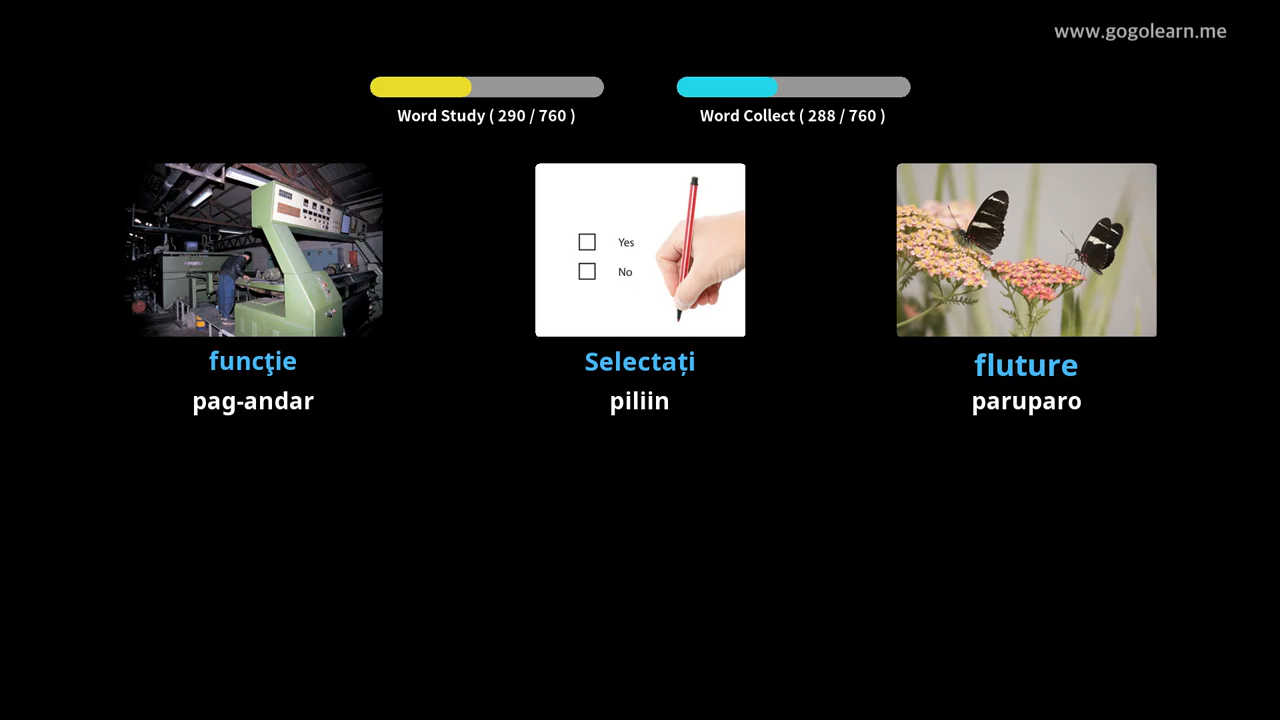 www.gogolearn.me
Word Study ( 290 / 760 )
Word Collect ( 288 / 760 )
Yes
No
funcţie
Selectați
fluture
pag-andar
piliin
paruparo